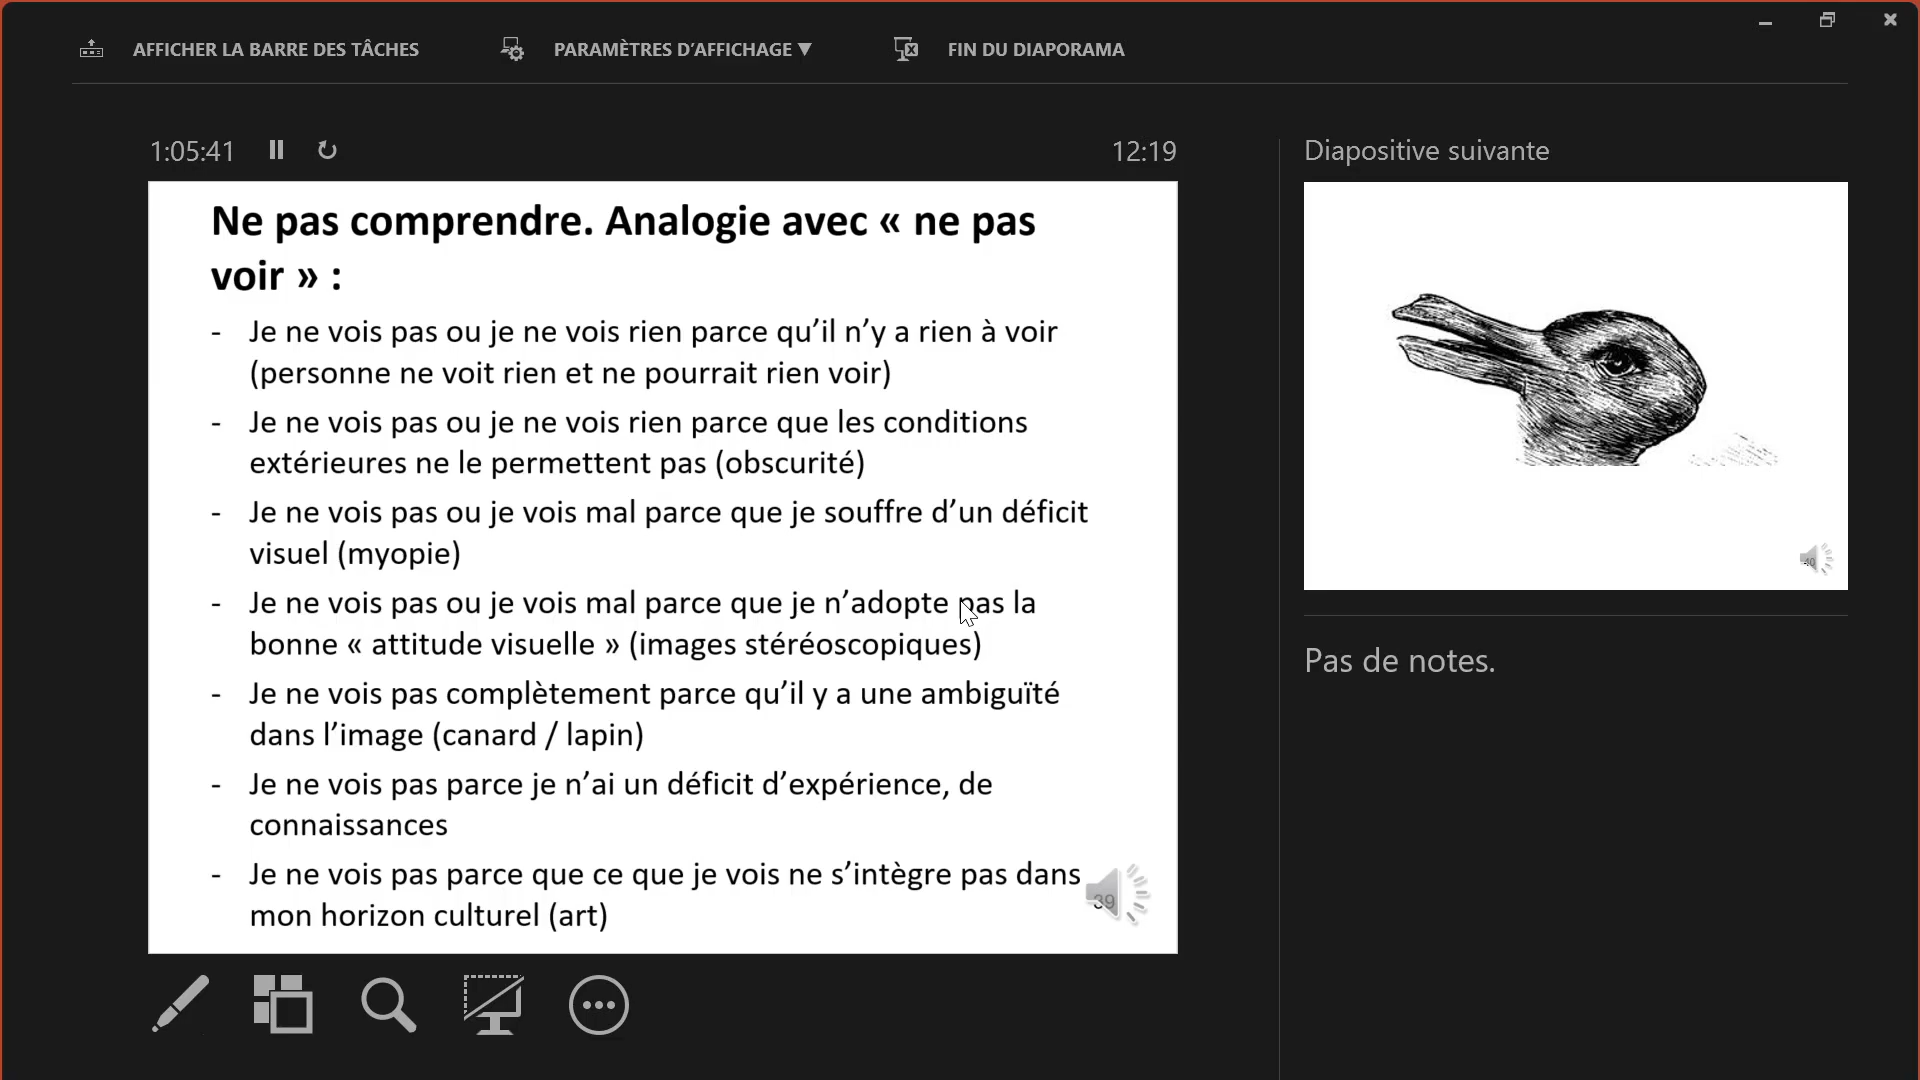 AFFICHER LA BARRE DES TÂCHES
PARAMÈTRES D'AFFICHAGE ▼
FIN DU DIAPORAMA
1:05:41
12:19
Ne pas comprendre. Analogie avec « ne pas
voir » :
- Je ne vois pas ou je ne vois rien parce qu’il n’y a rien à voir
(personne ne voit rien et ne pourrait rien voir)
- Je ne vois pas ou je ne vois rien parce que les conditions
extérieures ne le permettent pas (obscurité)
- Je ne vois pas ou je vois mal parce que je souffre d’un déficit
visuel (myopie)
- Je ne vois pas ou je vois mal parce que je n’adopte pas la
bonne « attitude visuelle » (images stéréoscopiques)
- Je ne vois pas complètement parce qu’il y a une ambiguïté
dans l’image (canard / lapin)
- Je ne vois pas parce je n’ai un déficit d’expérience, de
connaissances
- Je ne vois pas parce que ce que je vois ne s’intègre pas dans
mon horizon culturel (art)
39
Diapositive suivante
40
Pas de notes.